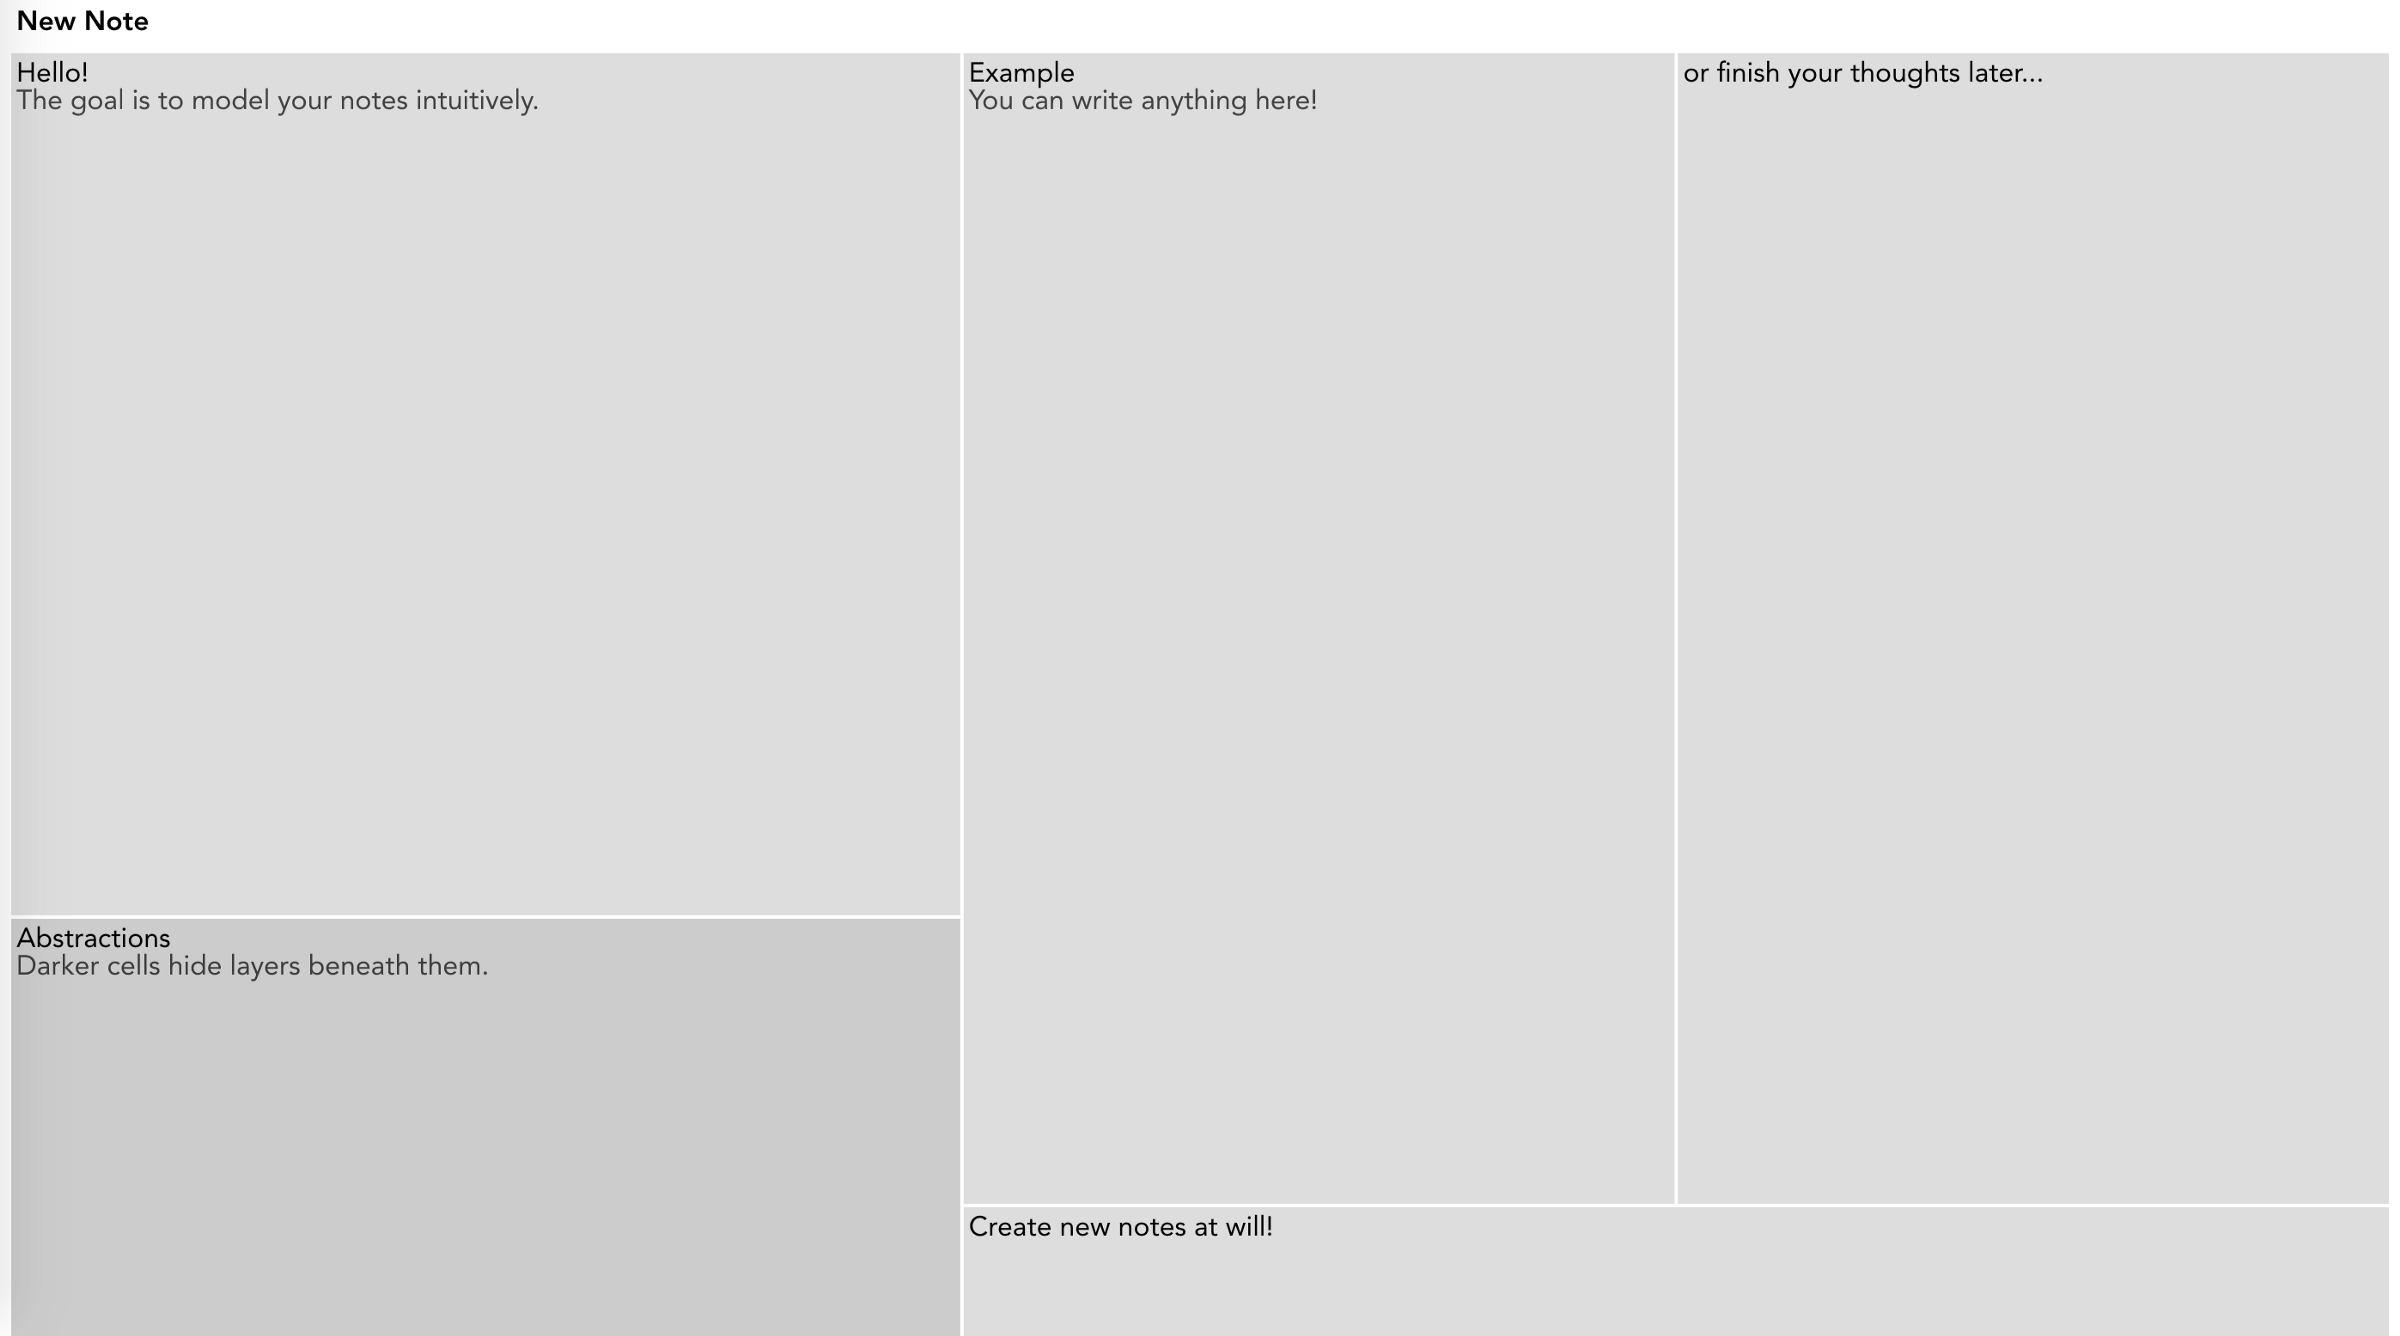 New Note
Hello!
The goal is to model your notes intuitively.
Example
You can write anything here!
or finish your thoughts later...
Abstractions
Darker cells hide layers beneath them.
Create new notes at will!